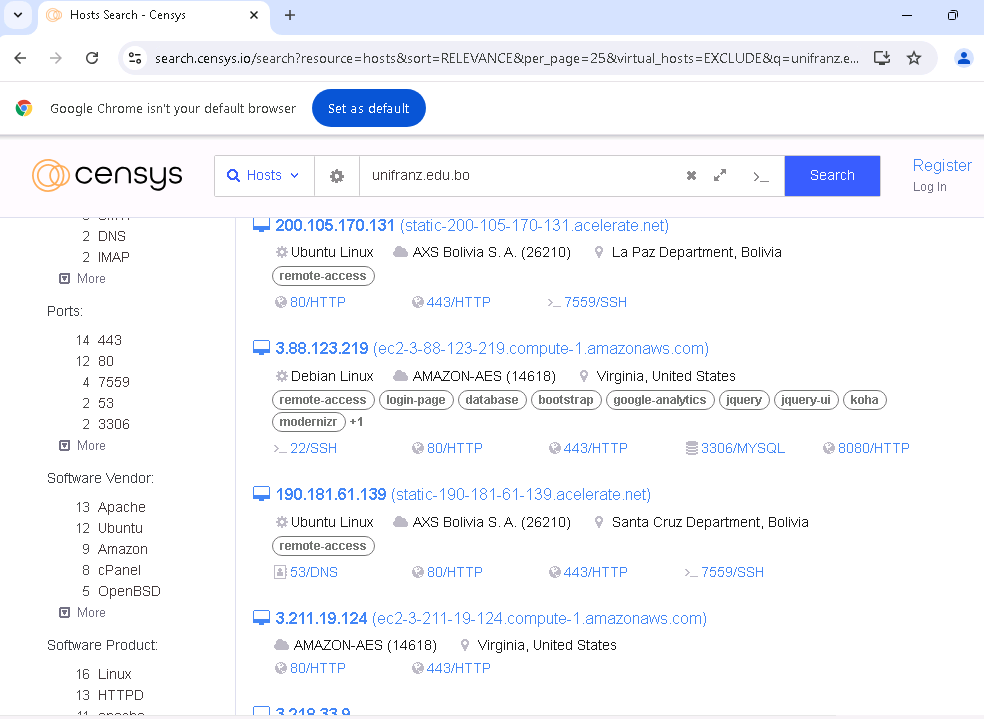 Hosts Search - Censys
search.censys.io/search?resource=hosts&sort=RELEVANCE&per_page=25&virtual_hosts=EXCLUDE&q=unifranz.e...
Google Chrome isn't your default browser
Set as default
censys
Hosts
unifranz.edu.bo
>_
Search
Register
Log In
2 DNS
2 IMAP
More
Ports:
14 443
12 80
4 7559
2 53
2 3306
More
Software Vendor:
13 Apache
12 Ubuntu
9 Amazon
8 cPanel
5 OpenBSD
More
Software Product:
16 Linux
13 HTTPD
11 apache
200.105.170.131 (static-200-105-170-131.acelerate.net)
Ubuntu Linux AXS Bolivia S. A. (26210) La Paz Department, Bolivia
remote-access
80/HTTP 443/HTTP >_ 7559/SSH
3.88.123.219 (ec2-3-88-123-219.compute-1.amazonaws.com)
Debian Linux AMAZON-AES (14618) Virginia, United States
remote-access login-page database bootstrap google-analytics jquery jquery-ui koha
modernizr +1
>_ 22/SSH 80/HTTP 443/HTTP 3306/MYSQL 8080/HTTP
190.181.61.139 (static-190-181-61-139.acelerate.net)
Ubuntu Linux AXS Bolivia S. A. (26210) Santa Cruz Department, Bolivia
remote-access
53/DNS 80/HTTP 443/HTTP >_ 7559/SSH
3.211.19.124 (ec2-3-211-19-124.compute-1.amazonaws.com)
AMAZON-AES (14618) Virginia, United States
80/HTTP 443/HTTP
3.218.33.9